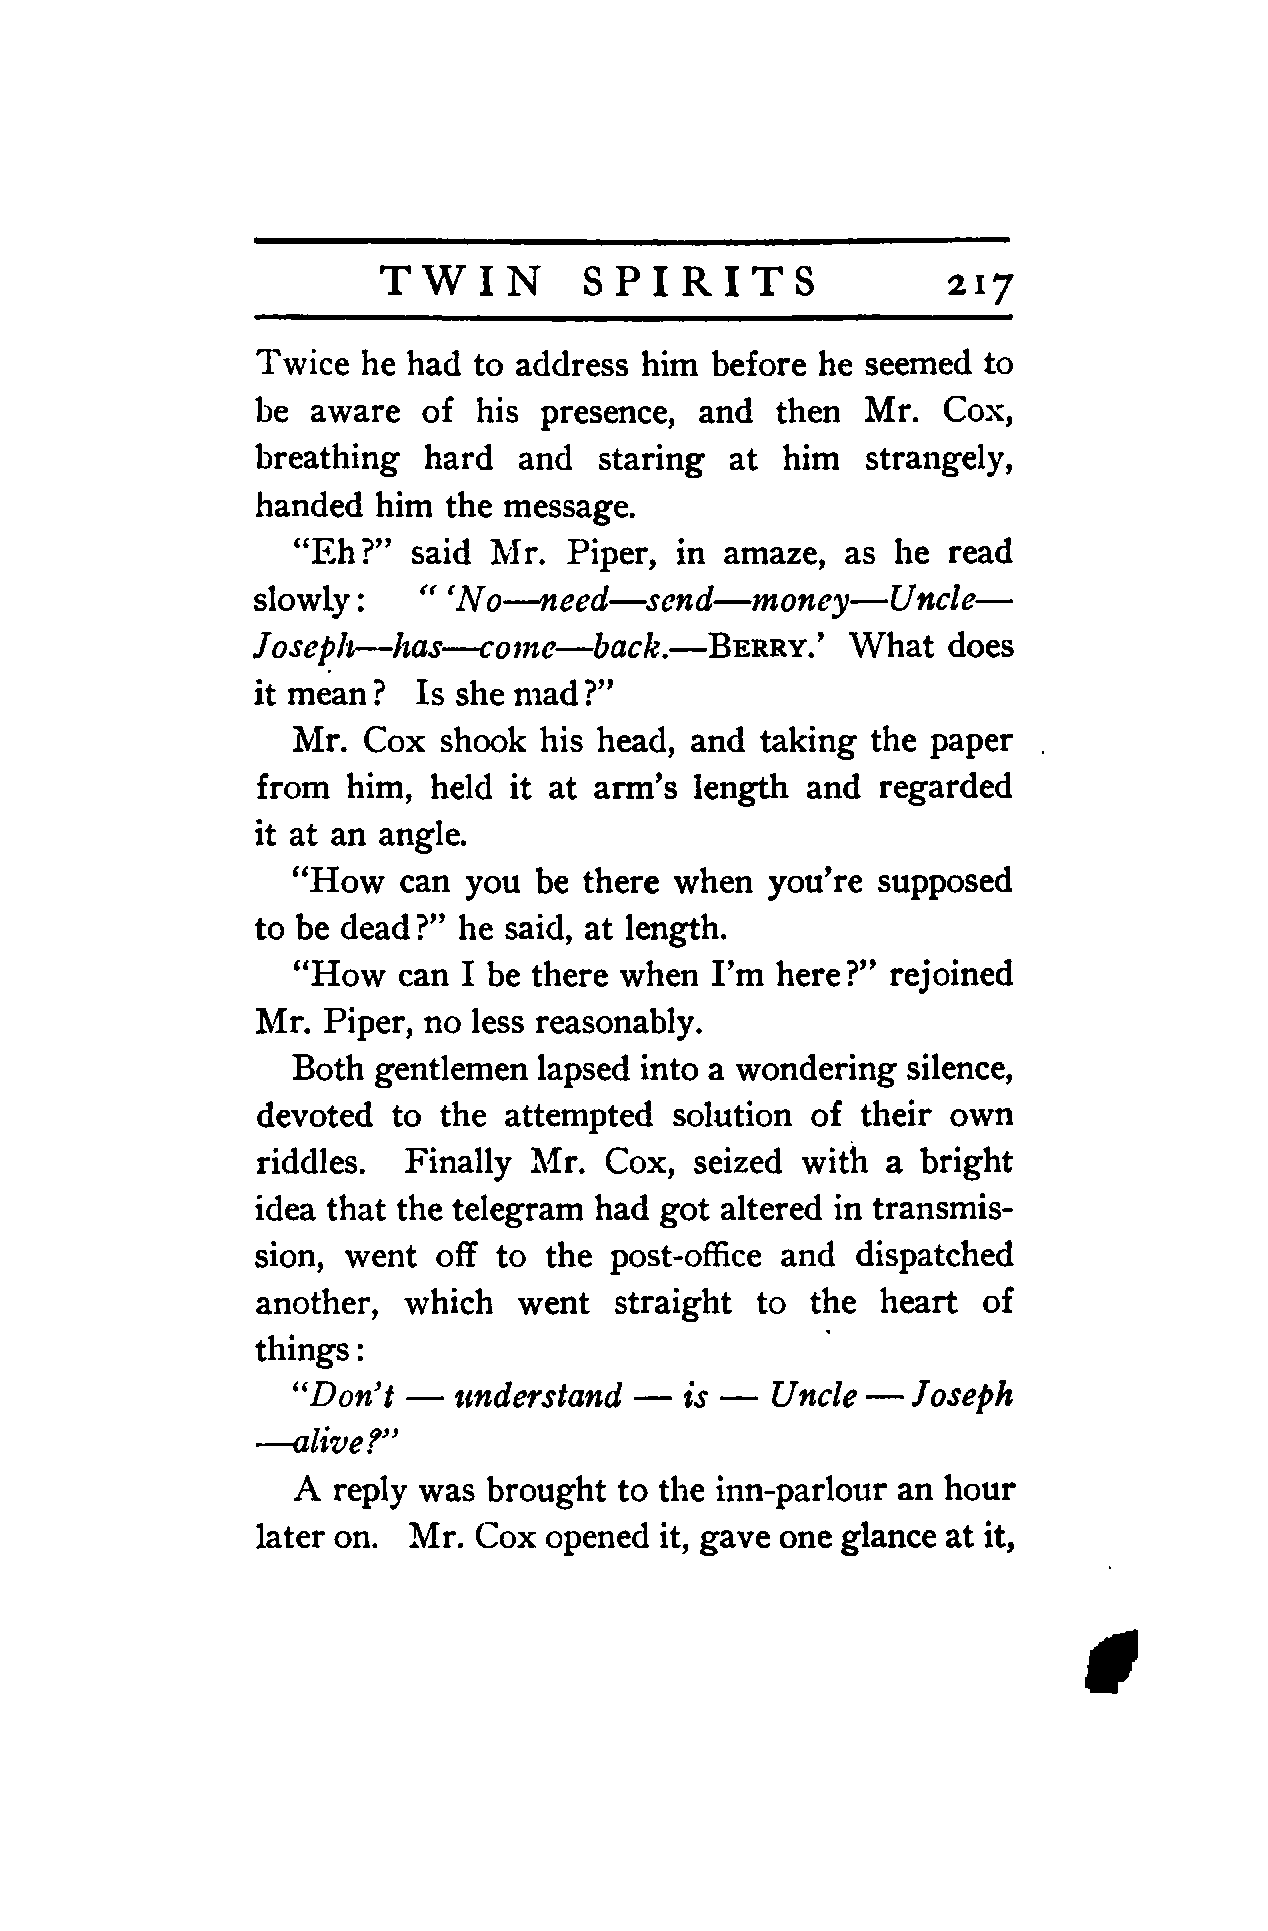 TWIN SPIRITS 217
Twice he had to address him before he seemed to
be aware of his presence, and then Mr. Cox,
breathing hard and staring at him strangely,
handed him the message.
“Eh?” said Mr. Piper, in amaze, as he read
slowly: “ ‘No—need—send—money—Uncle—
Joseph—has—come—back.—BERRY.’ What does
it mean? Is she mad?”
Mr. Cox shook his head, and taking the paper
from him, held it at arm’s length and regarded
it at an angle.
“How can you be there when you’re supposed
to be dead?” he said, at length.
“How can I be there when I’m here?” rejoined
Mr. Piper, no less reasonably.
Both gentlemen lapsed into a wondering silence,
devoted to the attempted solution of their own
riddles. Finally Mr. Cox, seized with a bright
idea that the telegram had got altered in transmis-
sion, went off to the post-office and dispatched
another, which went straight to the heart of
things:
“Don’t — understand — is — Uncle — Joseph
—alive?”
A reply was brought to the inn-parlour an hour
later on. Mr. Cox opened it, gave one glance at it,